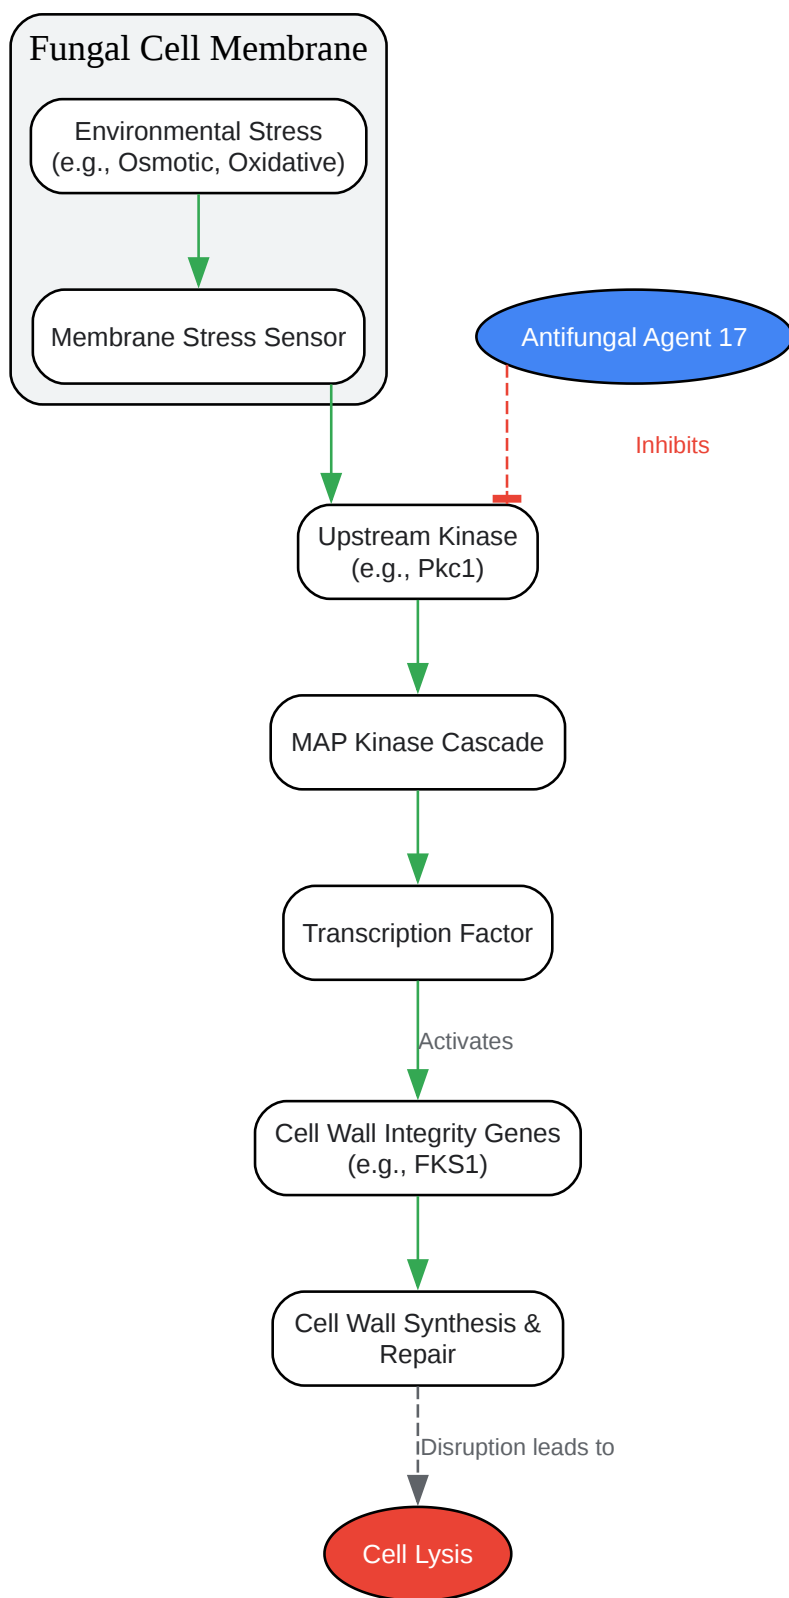 Fungal Cell Membrane
Environmental Stress
(e.g., Osmotic, Oxidative)
Membrane Stress Sensor
Antifungal Agent 17
Inhibits
Upstream Kinase
(e.g., Pkc1)
MAP Kinase Cascade
Transcription Factor
Activates
Cell Wall Integrity Genes
(e.g., FKS1)
Cell Wall Synthesis &
Repair
Disruption leads to
Cell Lysis